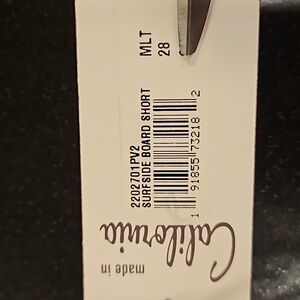 MLT
28
2202701PV2
SURFSIDE BOARD SHORT
1 91855 73218 2
made in
California